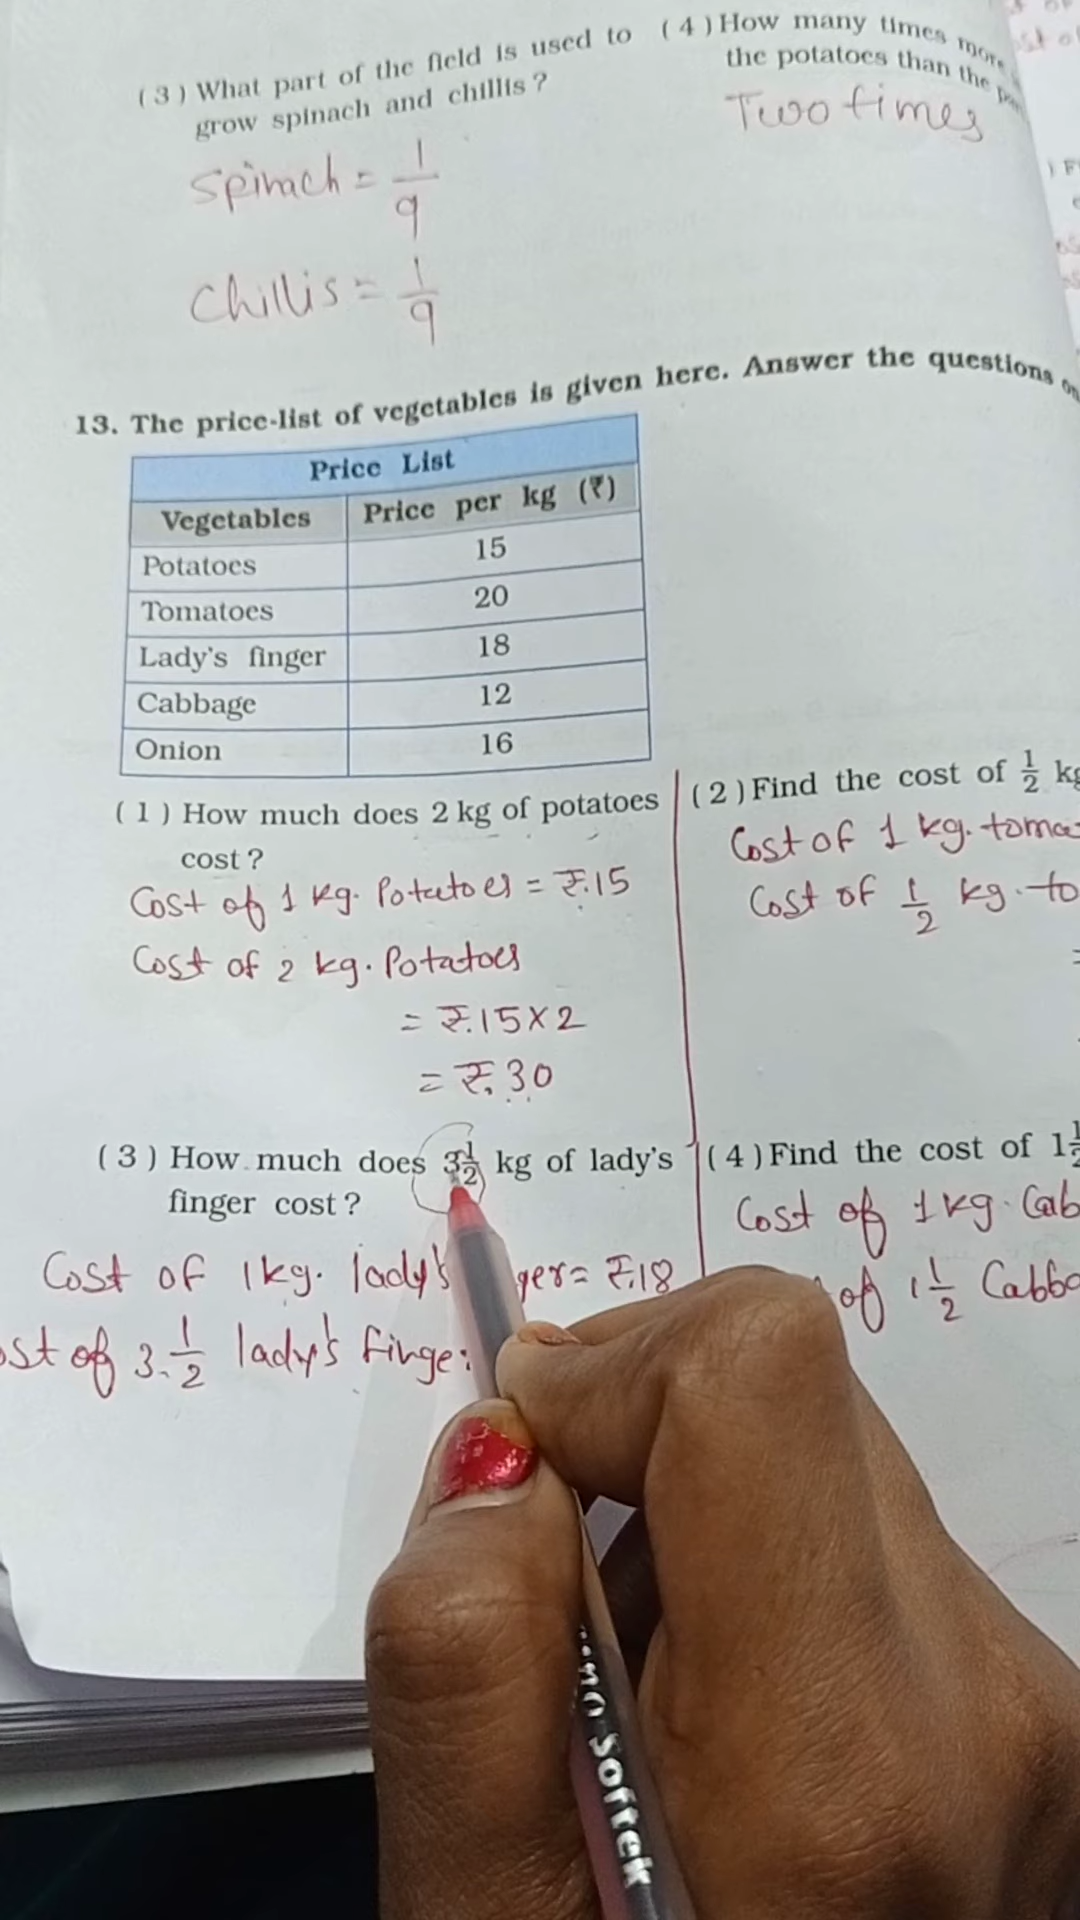 (3) What part of the field is used to
grow spinach and chillis?
Spinach = 1/9
Chillis = 1/9
(4) How many times more
the potatoes than the
Two times
13. The price-list of vegetables is given here. Answer the questions on
Price List
Vegetables Price per kg (₹)
Potatoes 15
Tomatoes 20
Lady's finger 18
Cabbage 12
Onion 16
(1) How much does 2 kg of potatoes
cost?
Cost of 1 kg. Potatoes = ₹.15
Cost of 2 kg. Potatoes
= ₹.15×2
= ₹.30
(2) Find the cost of 1/2 kg
Cost of 1 kg. toma
Cost of 1/2 kg. to
(3) How much does 3 1/2 kg of lady's
finger cost?
Cost of 1kg. lady's ger = ₹.18
ost of 3. 1/2 lady's finge
(4) Find the cost of 1 1/2
Cost of 1 kg. Cab
of 1 1/2 Cabba
Softek